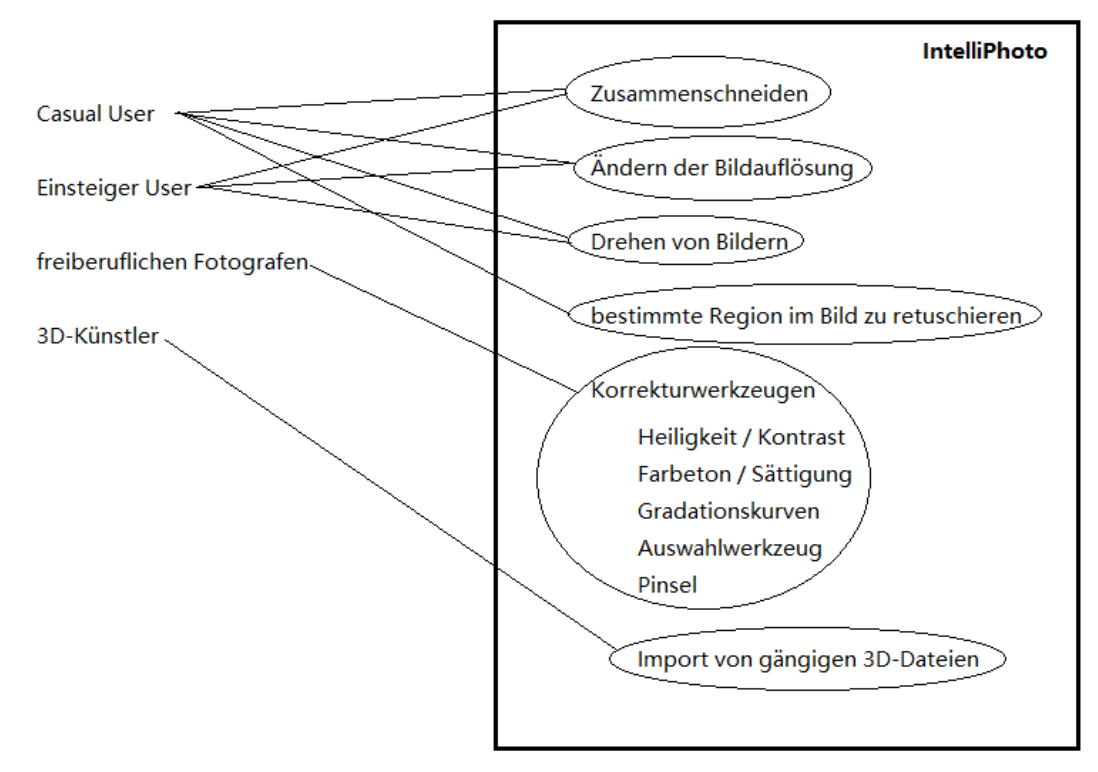 IntelliPhoto
Casual User
Einsteiger User
freiberuflichen Fotografen
3D-Künstler
Zusammenschneiden
Ändern der Bildauflösung
Drehen von Bildern
bestimmte Region im Bild zu retuschieren
Korrekturwerkzeugen
Heiligkeit / Kontrast
Farbeton / Sättigung
Gradationskurven
Auswahlwerkzeug
Pinsel
Import von gängigen 3D-Dateien